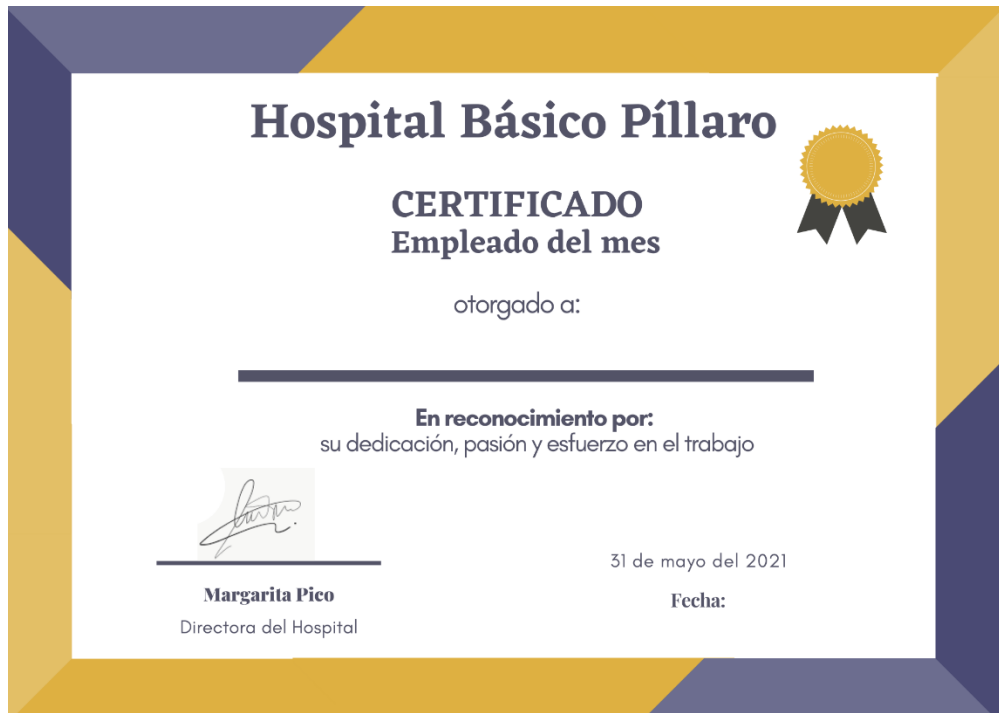 Hospital Básico Píllaro
CERTIFICADO
Empleado del mes
otorgado a:
En reconocimiento por:
su dedicación, pasión y esfuerzo en el trabajo
Margarita Pico
Directora del Hospital
31 de mayo del 2021
Fecha: